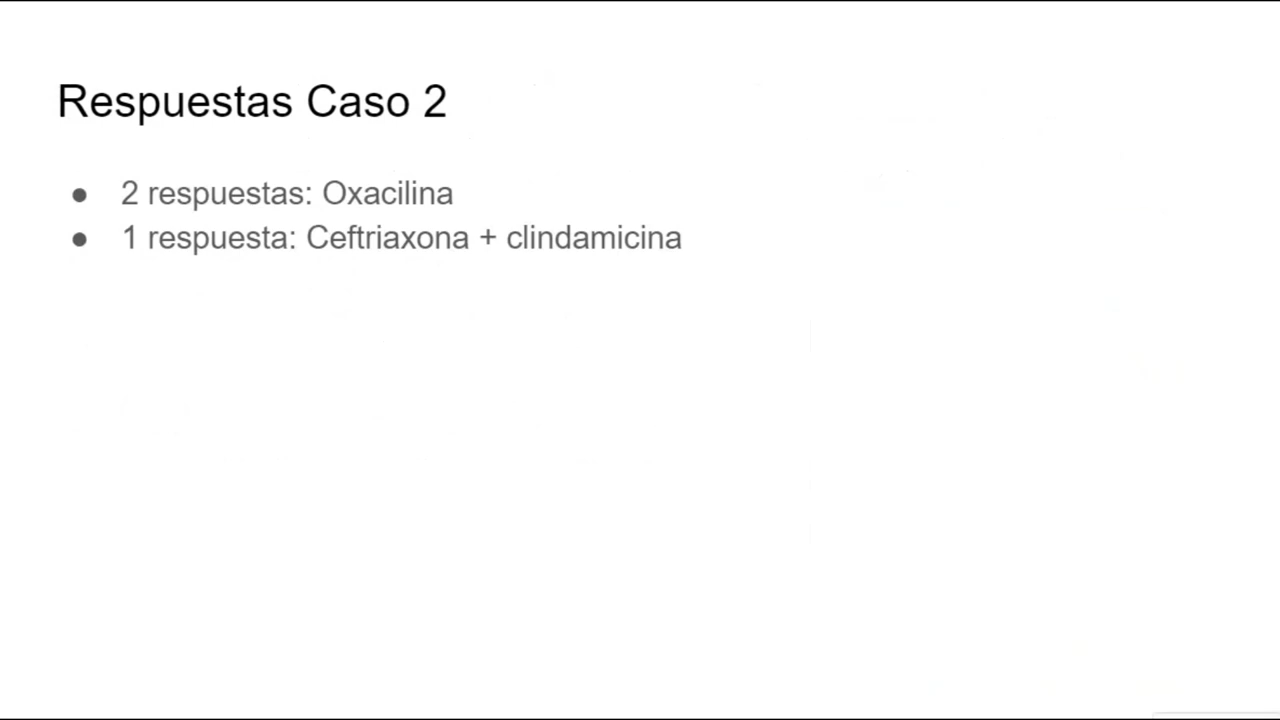 Respuestas Caso 2
● 2 respuestas: Oxacilina
● 1 respuesta: Ceftriaxona + clindamicina